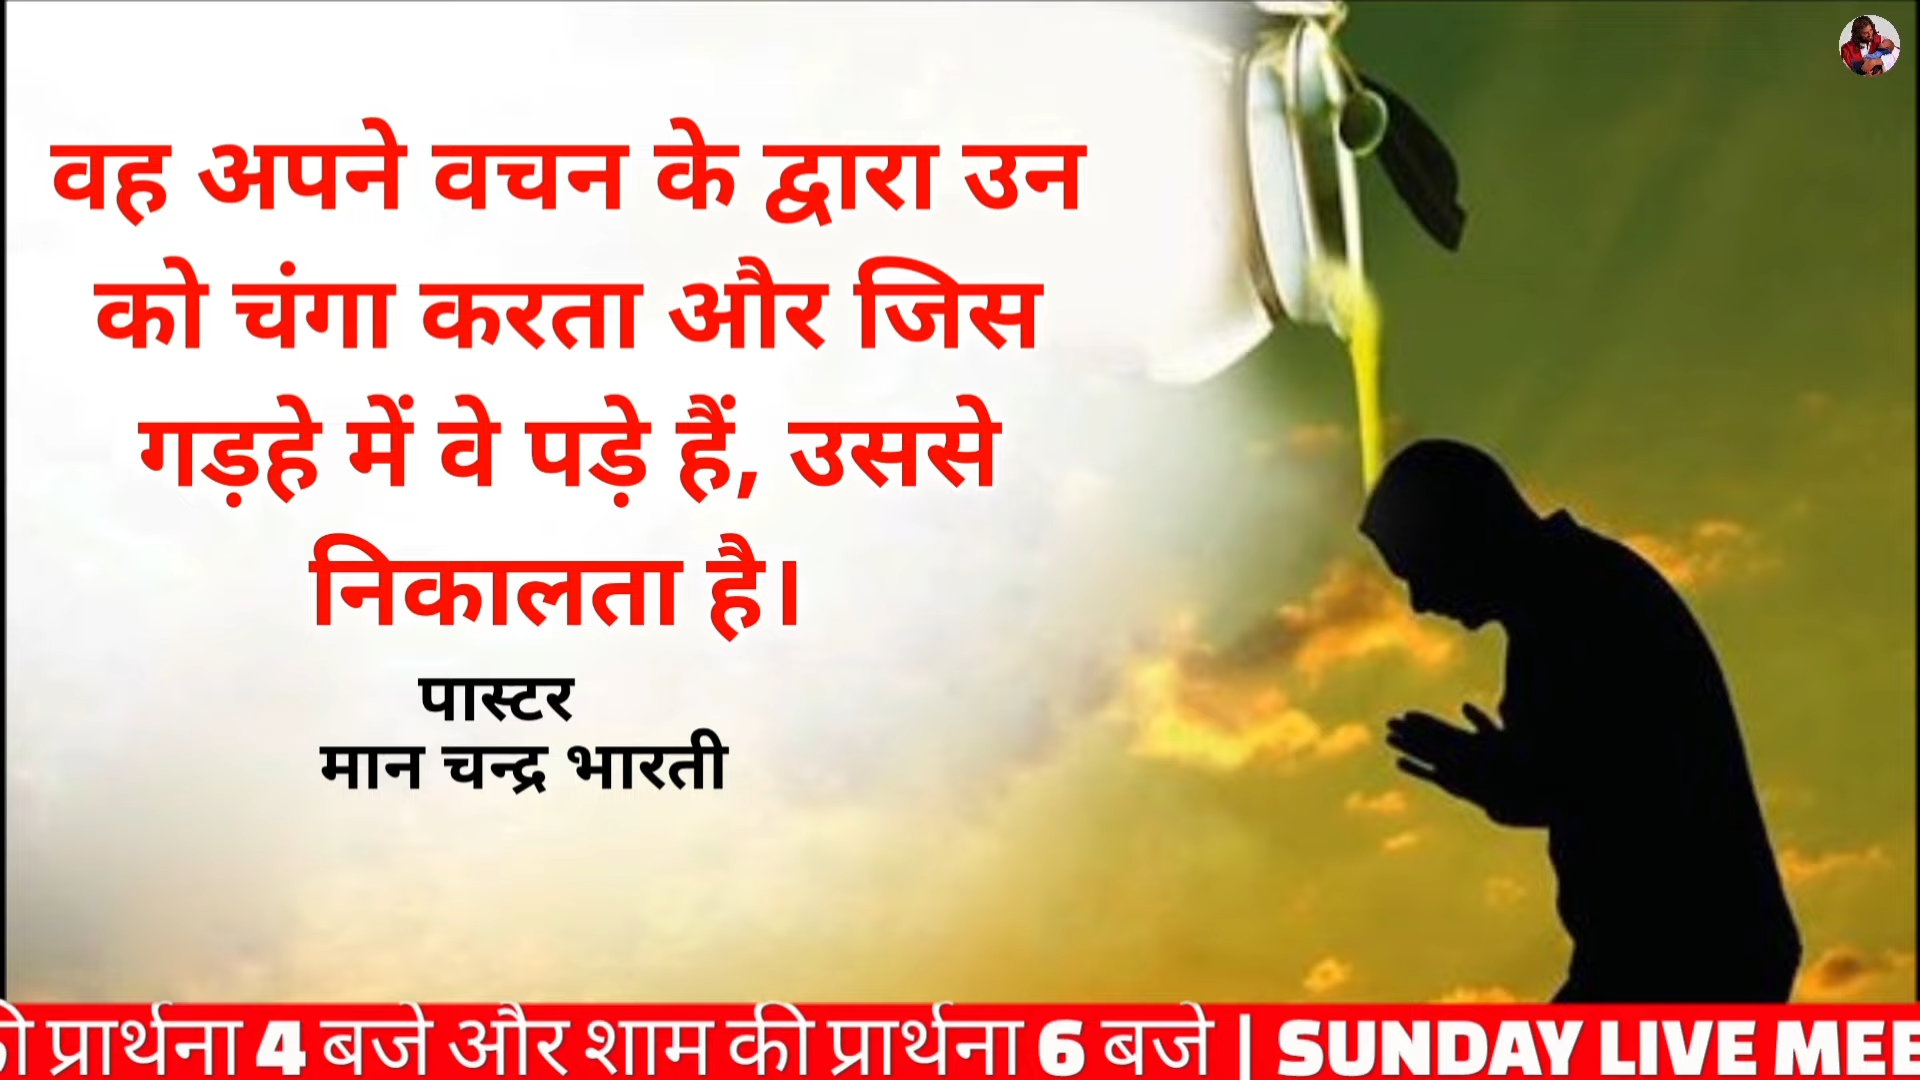 वह अपने वचन के द्वारा उन
को चंगा करता और जिस
गड़हे में वे पड़े हैं, उससे
निकालता है।
पास्टर
मान चन्द्र भारती
की प्रार्थना 4 बजे और शाम की प्रार्थना 6 बजे | SUNDAY LIVE MEE